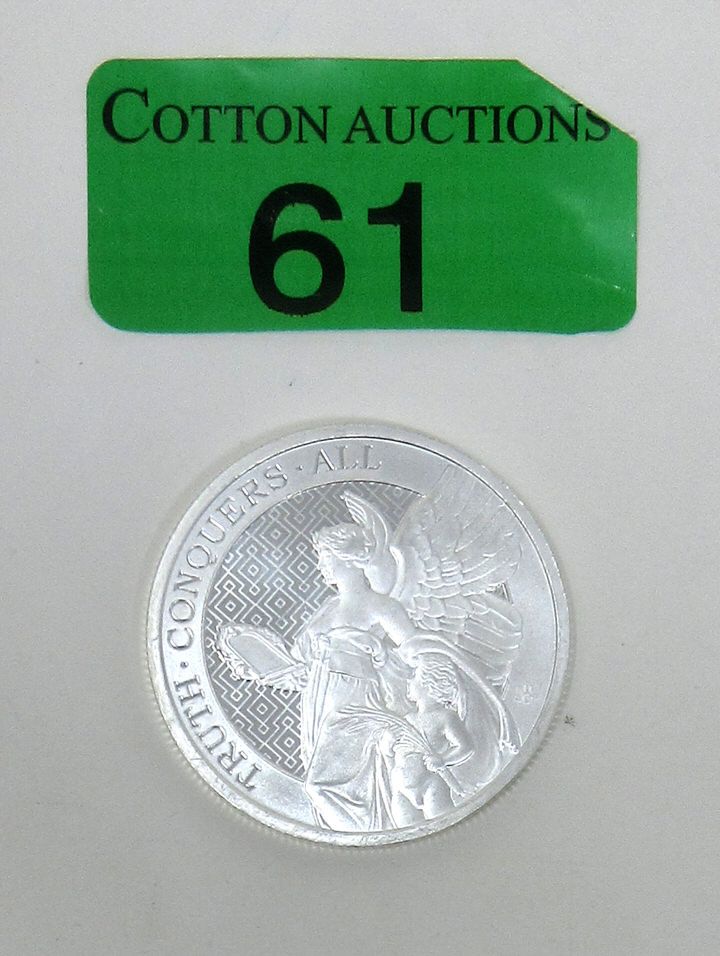 COTTON AUCTIONS
61
TRUTH · CONQUERS · ALL